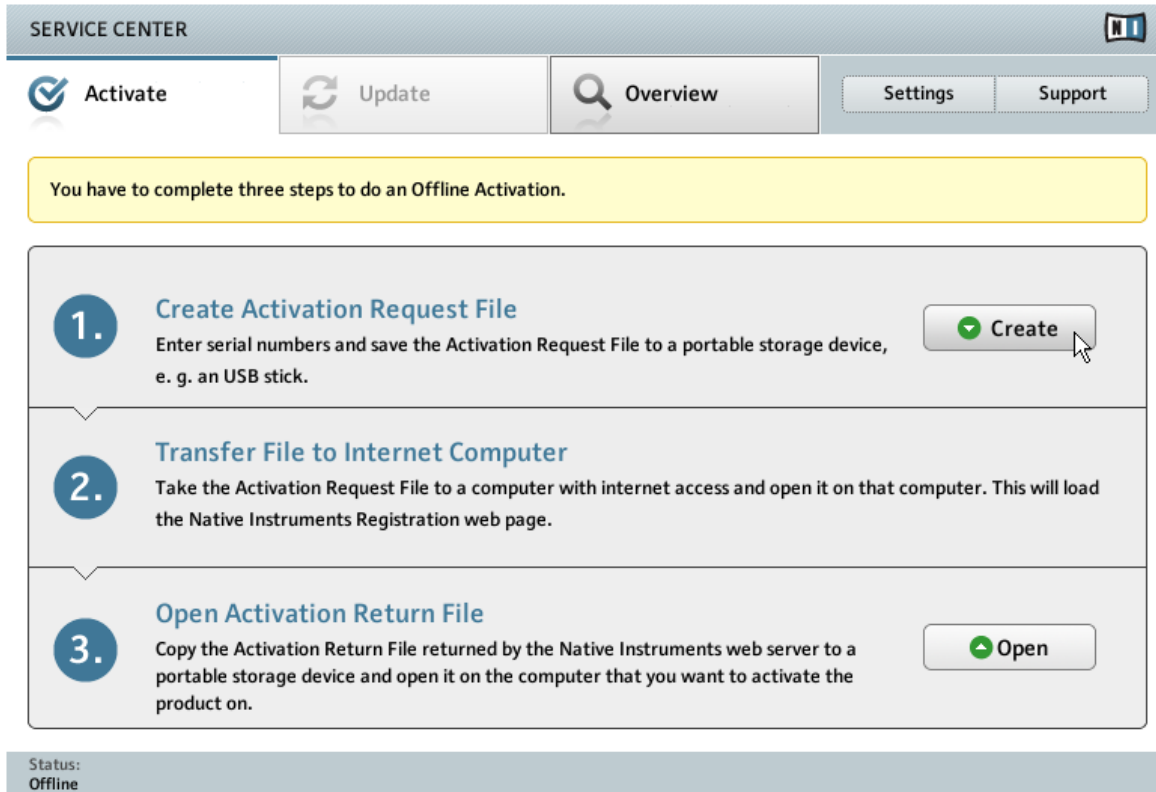 SERVICE CENTER
NI
Activate
Update
Overview
Settings
Support
You have to complete three steps to do an Offline Activation.
1.
Create Activation Request File
Enter serial numbers and save the Activation Request File to a portable storage device,
e. g. an USB stick.
Create
2.
Transfer File to Internet Computer
Take the Activation Request File to a computer with internet access and open it on that computer. This will load
the Native Instruments Registration web page.
3.
Open Activation Return File
Copy the Activation Return File returned by the Native Instruments web server to a
portable storage device and open it on the computer that you want to activate the
product on.
Open
Status:
Offline